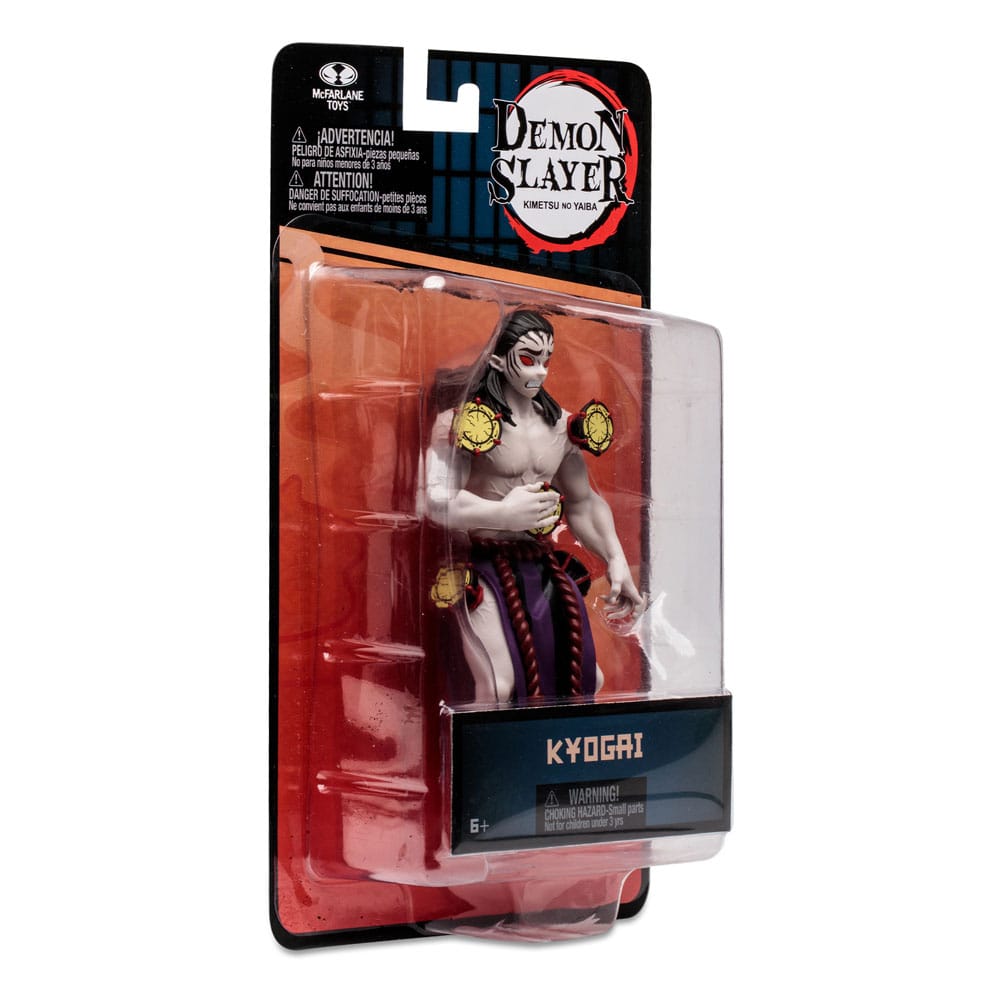 McFARLANE
TOYS
¡ADVERTENCIA!
PELIGRO DE ASFIXIA-piezas pequeñas
No para niños menores de 3 años
ATTENTION!
DANGER DE SUFFOCATION-petites pièces
Ne convient pas aux enfants de moins de 3 ans
DEMON
SLAYER
KIMETSU NO YAIBA
KYOGAI
WARNING!
CHOKING HAZARD-Small parts
Not for children under 3 yrs
6+